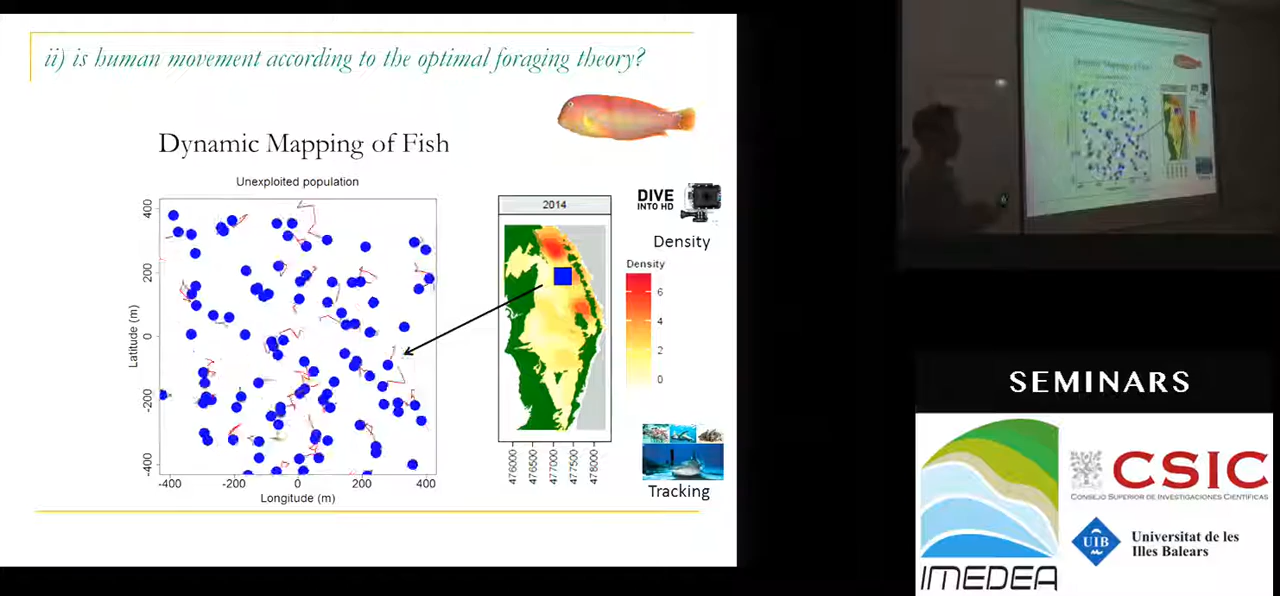 ii) is human movement according to the optimal foraging theory?
Dynamic Mapping of Fish
Unexploited population
400
200
0
-200
-400
Latitude (m)
-400
-200
0
200
400
Longitude (m)
2014
476000
476500
477000
477500
478000
DIVE
INTO HD
Density
Density
6
4
2
0
Tracking
SEMINARS
IMEDEA
CSIC
CONSEJO SUPERIOR DE INVESTIGACIONES CIENTÍFICAS
UIB
Universitat de les
Illes Balears